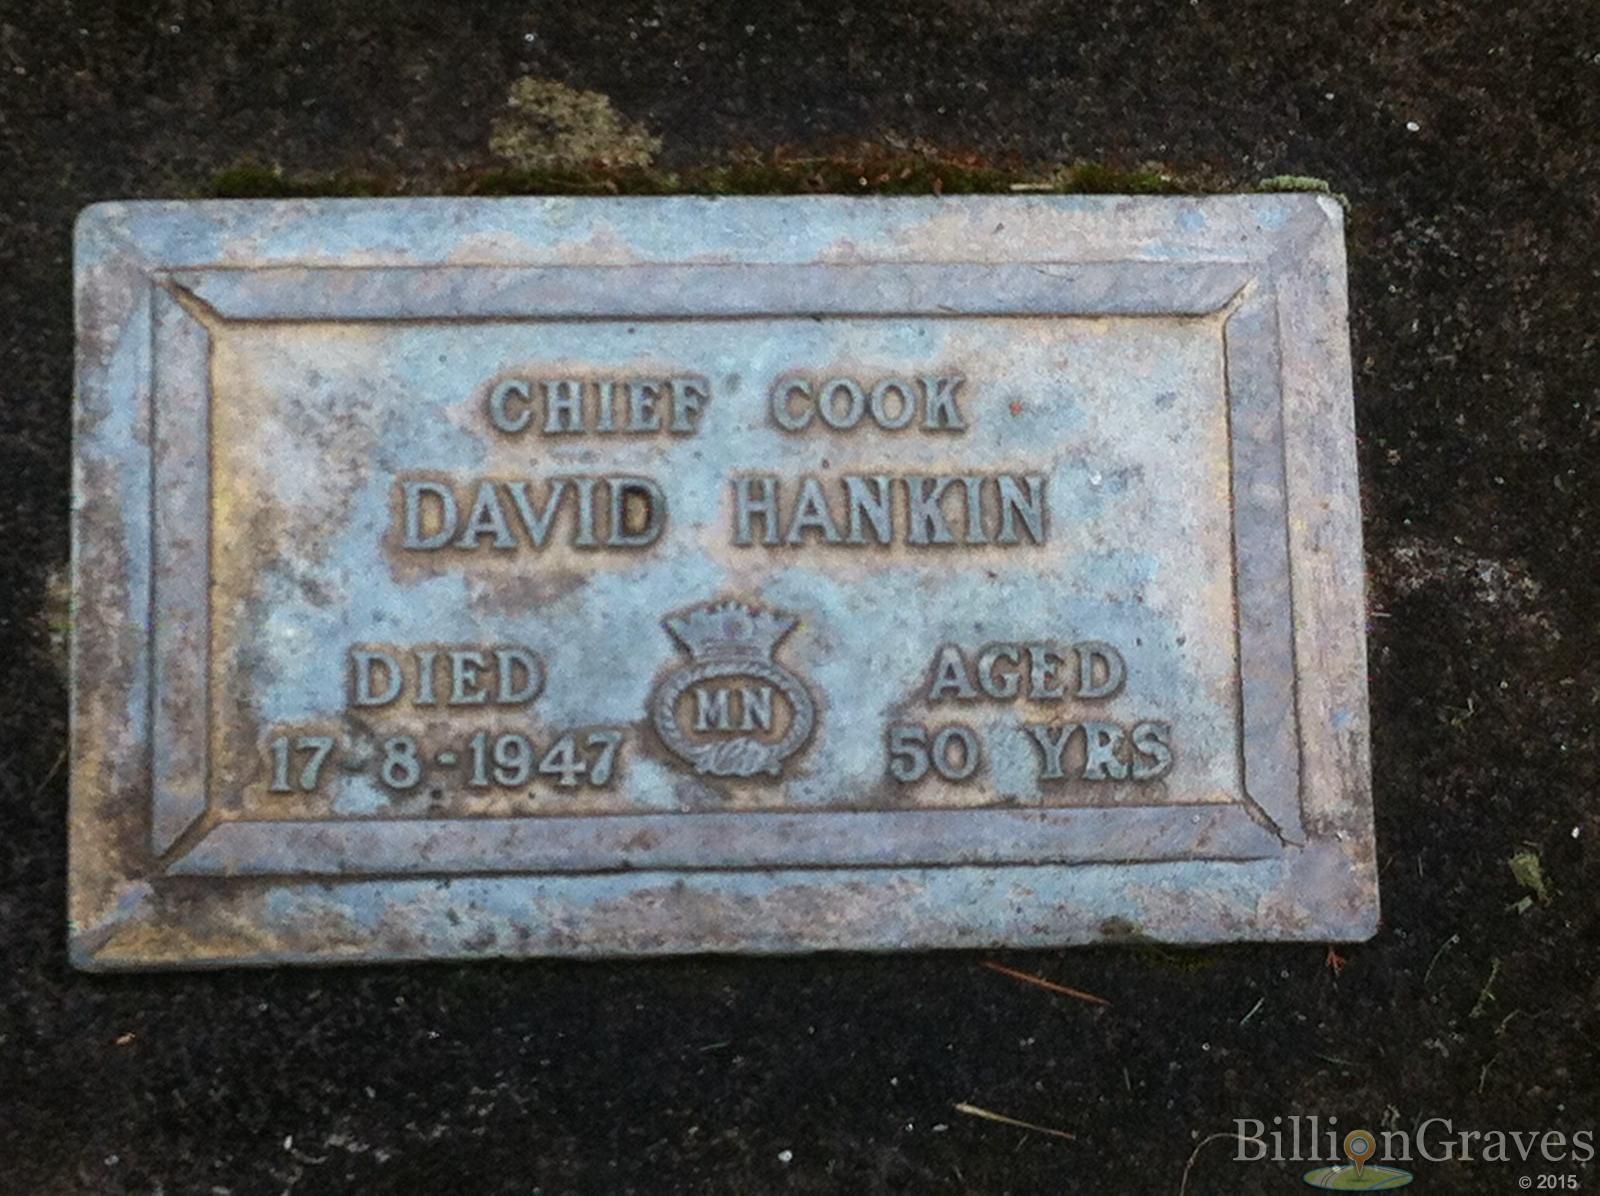 CHIEF COOK
DAVID HANKIN
DIED
17-8-1947
MN
AGED
50 YRS
BillionGraves
© 2015